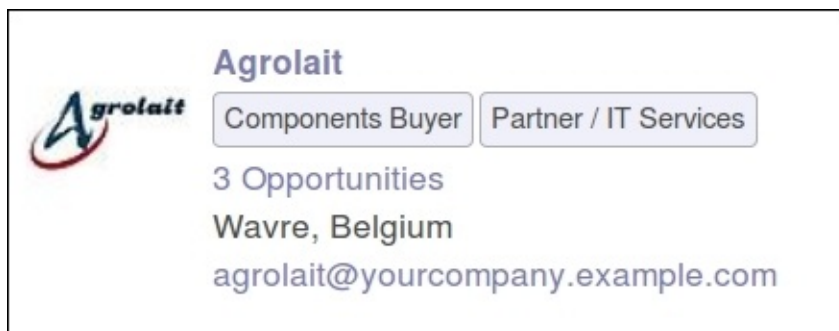 Agrolait
Agrolait
Components Buyer Partner / IT Services
3 Opportunities
Wavre, Belgium
agrolait@yourcompany.example.com